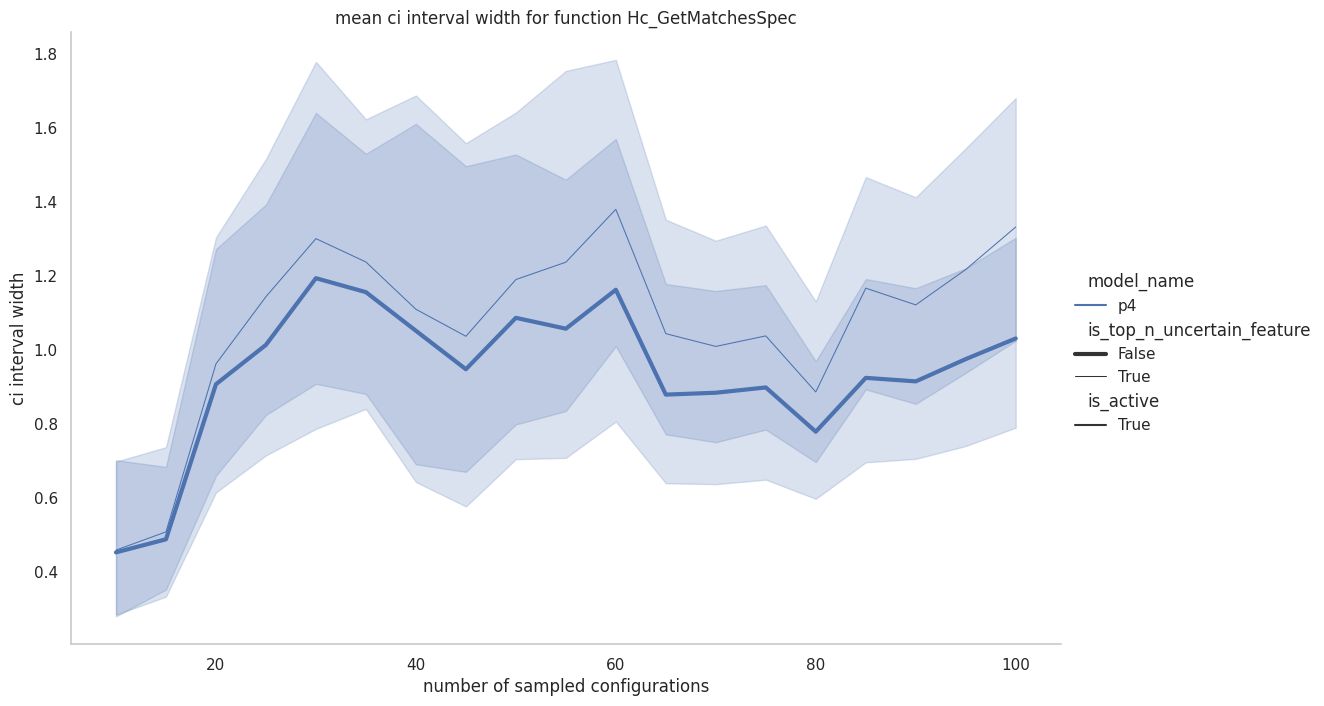 mean ci interval width for function Hc_GetMatchesSpec
1.8
1.6
1.4
1.2
1.0
0.8
0.6
0.4
ci interval width
20
40
60
80
100
number of sampled configurations
model_name
p4
is_top_n_uncertain_feature
False
True
is_active
True